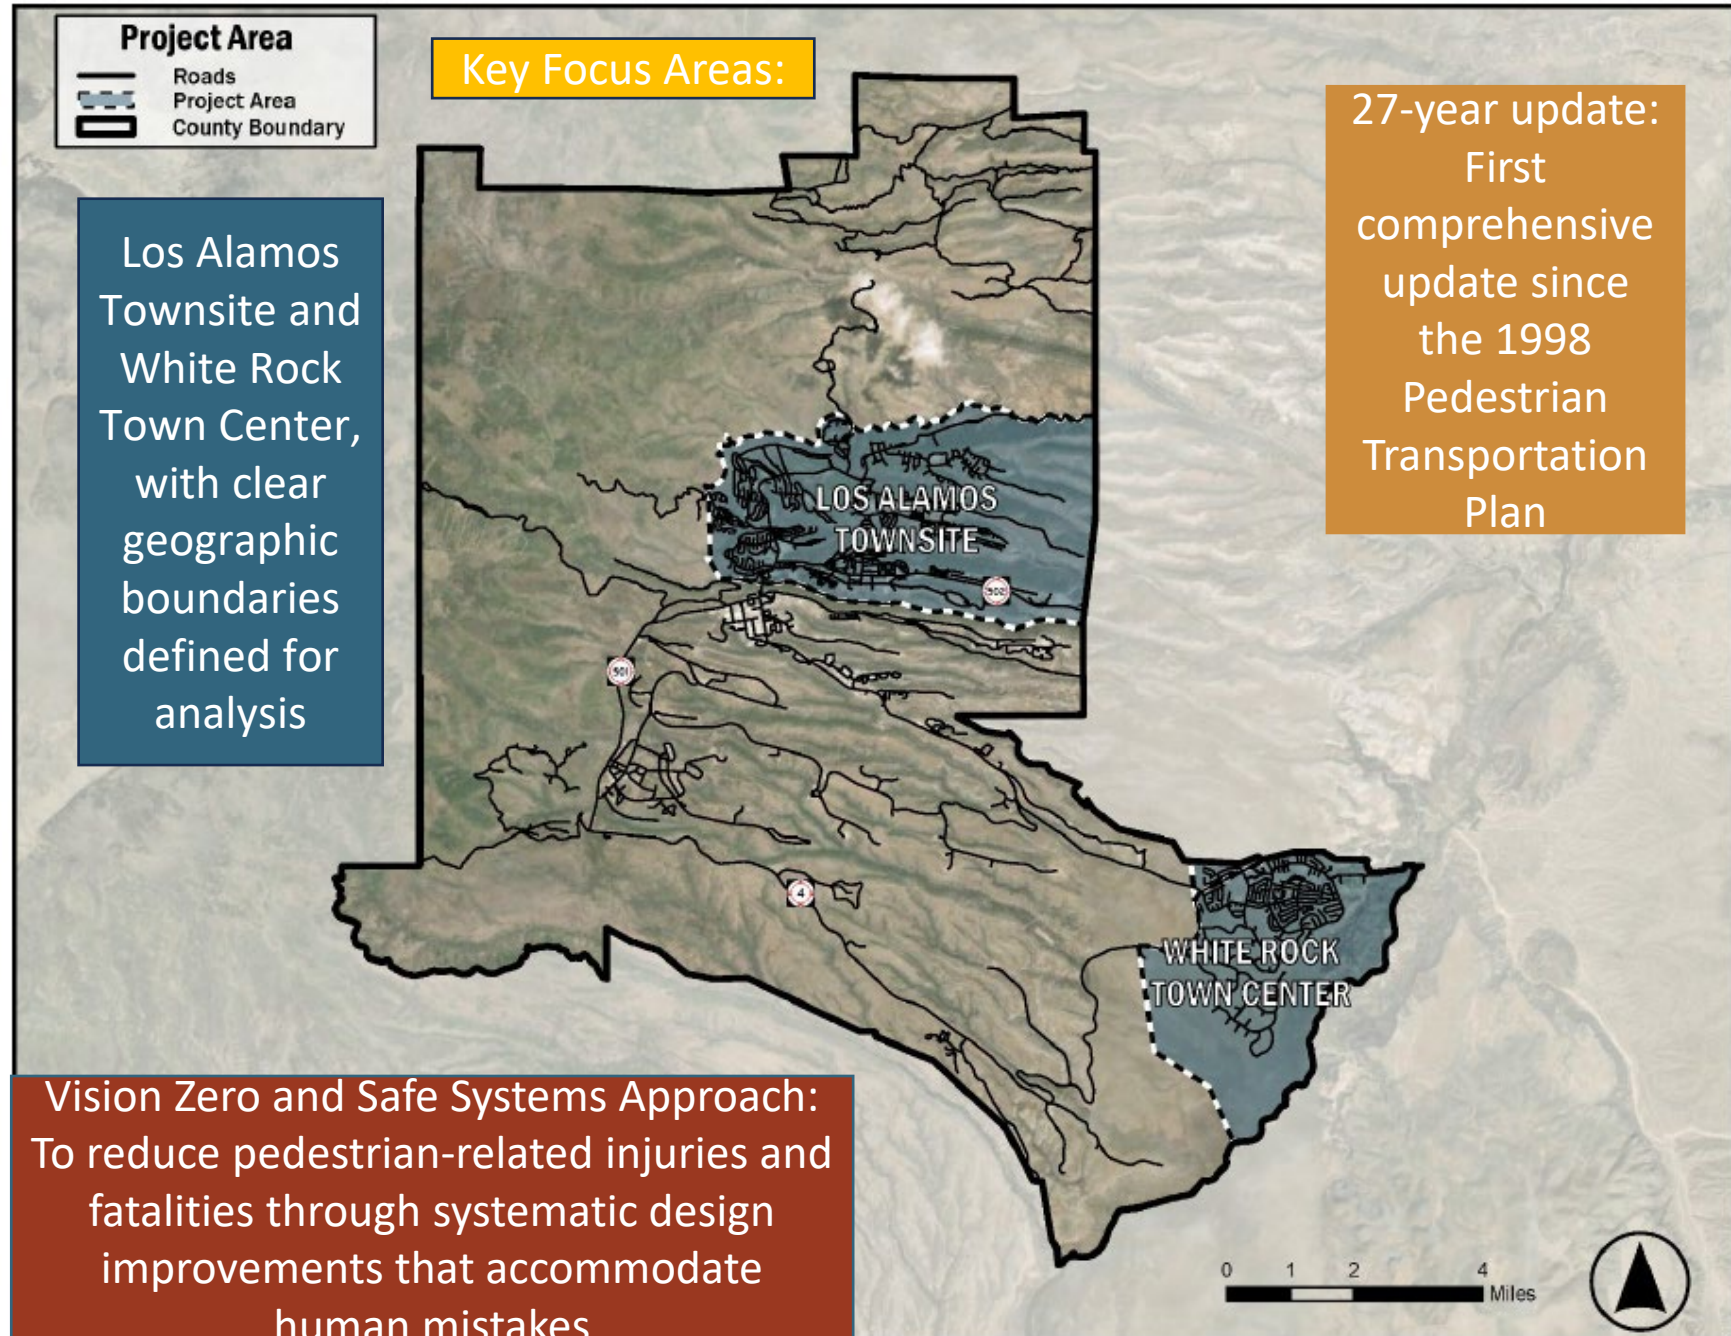 Project Area
Roads
Project Area
County Boundary
Key Focus Areas:
27-year update:
First
comprehensive
update since
the 1998
Pedestrian
Transportation
Plan
Los Alamos
Townsite and
White Rock
Town Center,
with clear
geographic
boundaries
defined for
analysis
LOS ALAMOS
TOWNSITE
502
501
4
WHITE ROCK
TOWN CENTER
Vision Zero and Safe Systems Approach:
To reduce pedestrian-related injuries and
fatalities through systematic design
improvements that accommodate
human mistakes
0 1 2 4
Miles